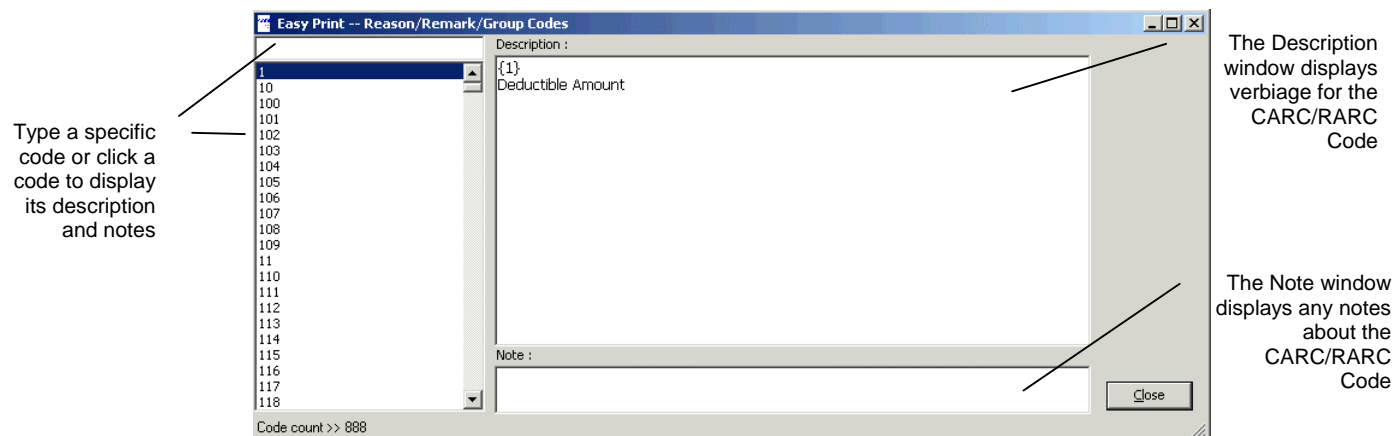 Easy Print -- Reason/Remark/Group Codes
Description :
1
10
100
101
102
103
104
105
106
107
108
109
11
110
111
112
113
114
115
116
117
118
{1}
Deductible Amount
Note :
Close
Code count >> 888
Type a specific
code or click a
code to display
its description
and notes
The Description
window displays
verbiage for the
CARC/RARC
Code
The Note window
displays any notes
about the
CARC/RARC
Code